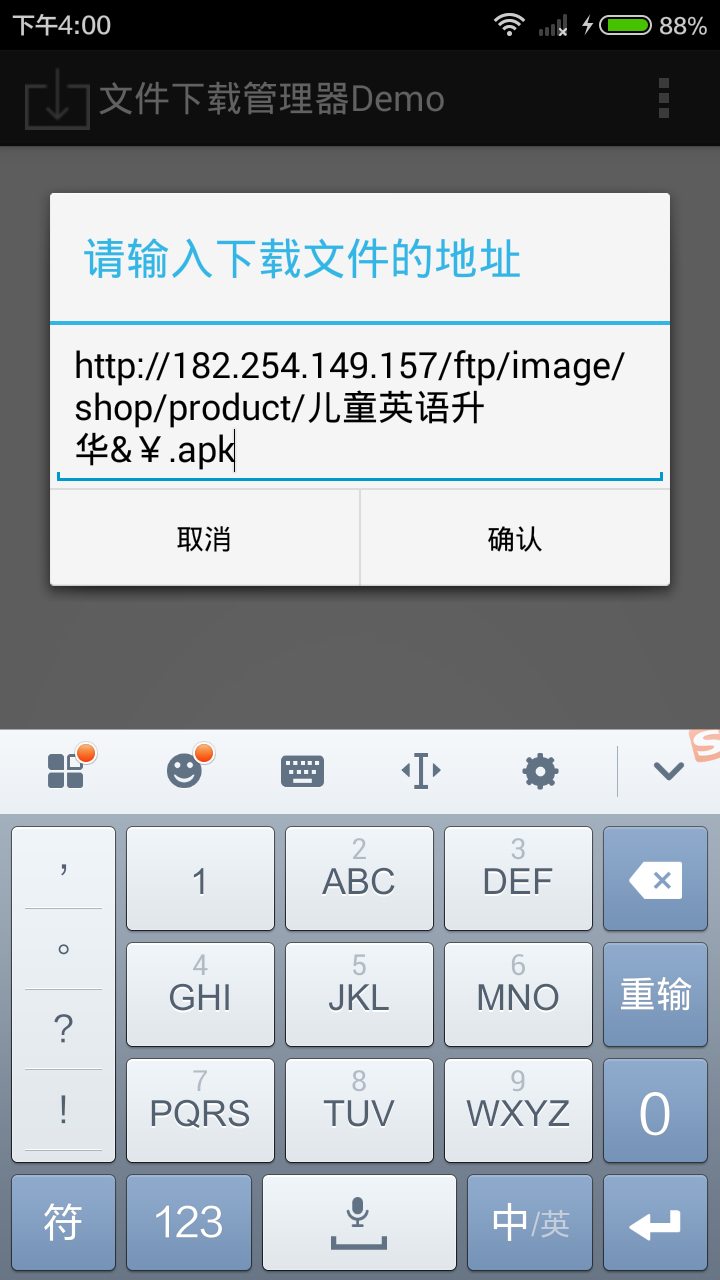 下午4:00
88%
文件下载管理器Demo
请输入下载文件的地址
http://182.254.149.157/ftp/image/
shop/product/儿童英语升
华&￥.apk
取消
确认
，
1
2
ABC
3
DEF
。
4
GHI
5
JKL
6
MNO
重输
？
！
7
PQRS
8
TUV
9
WXYZ
0
符
123
中/英